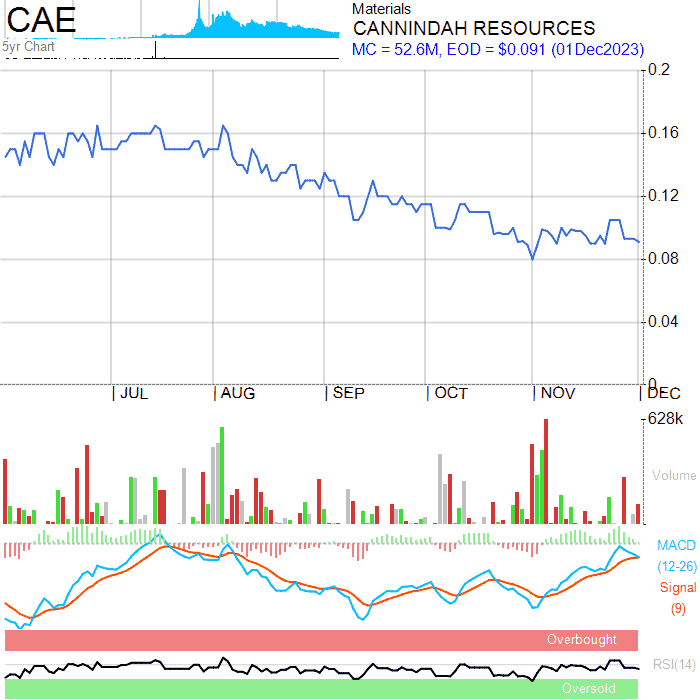 CAE
5yr Chart
Materials
CANNINDAH RESOURCES
MC = 52.6M, EOD = $0.091 (01Dec2023)
0.2
0.16
0.12
0.08
0.04
0
JUL AUG SEP OCT NOV DEC
628k
Volume
MACD
(12-26)
Signal
(9)
Overbought
RSI(14)
Oversold